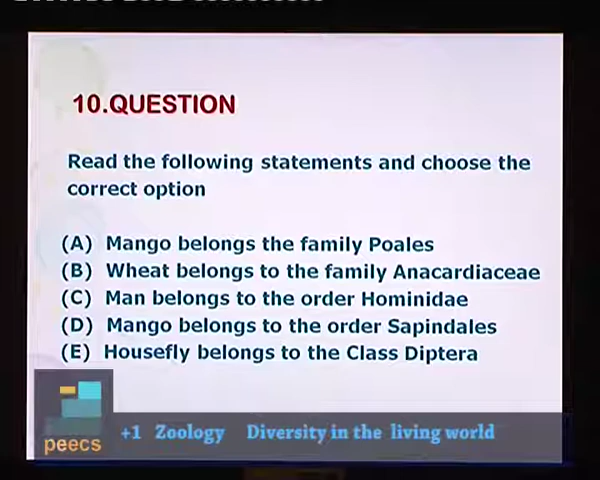 10.QUESTION
Read the following statements and choose the
correct option
(A) Mango belongs the family Poales
(B) Wheat belongs to the family Anacardiaceae
(C) Man belongs to the order Hominidae
(D) Mango belongs to the order Sapindales
(E) Housefly belongs to the Class Diptera
peecs
+1 Zoology Diversity in the living world